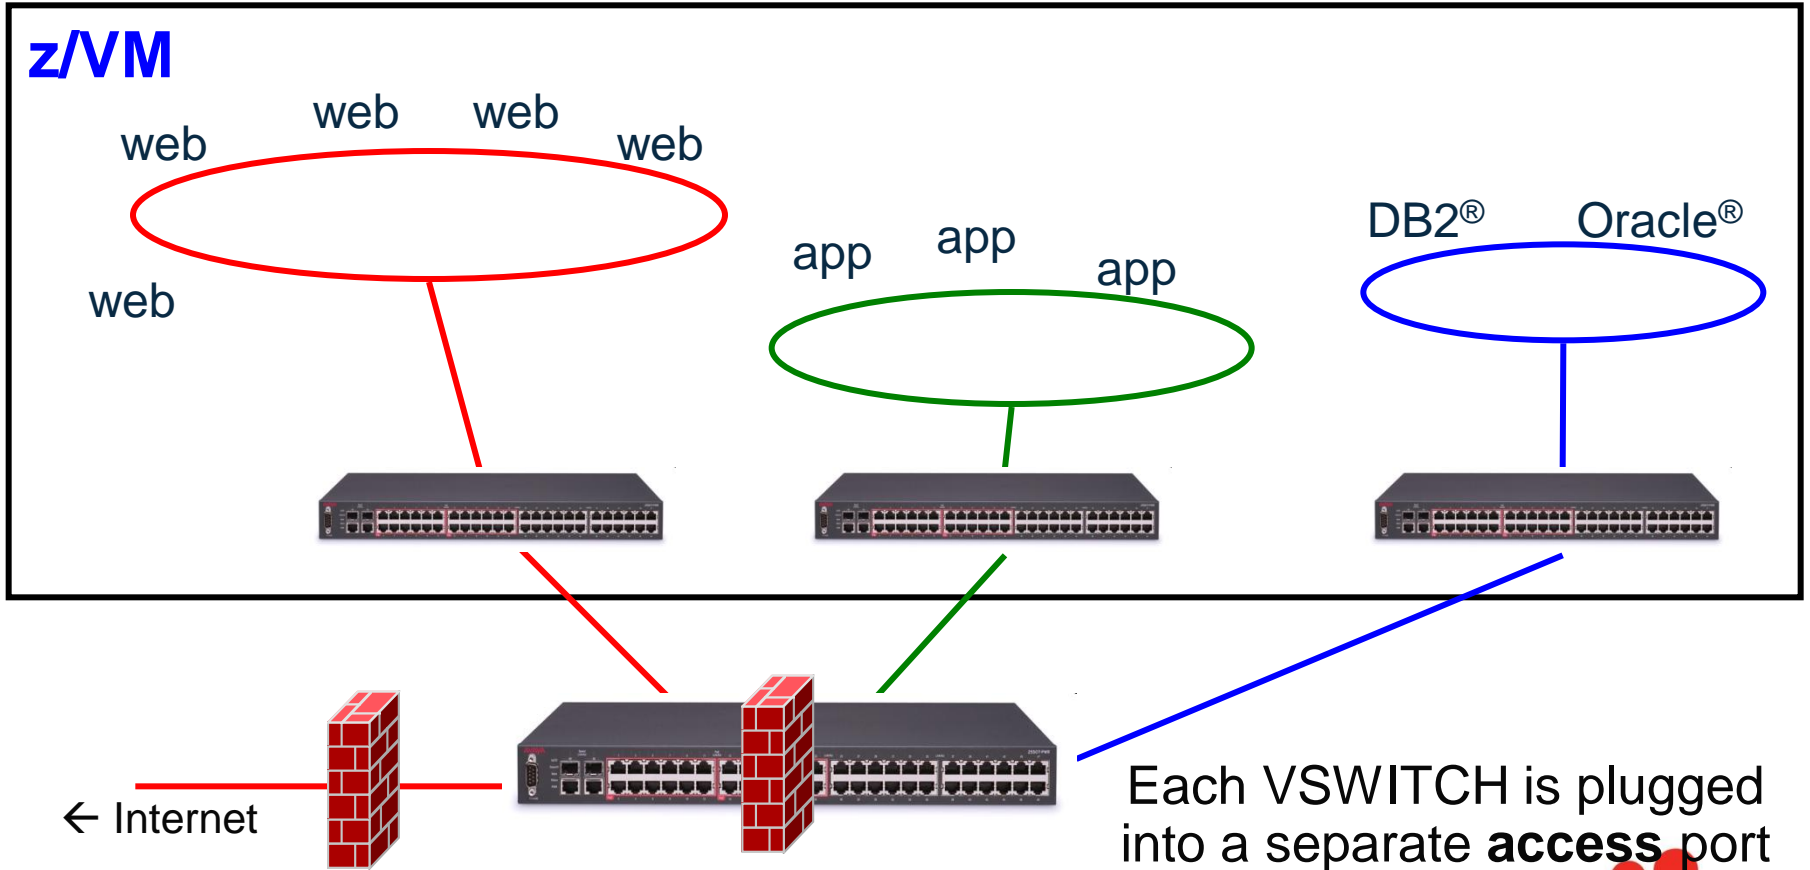 z/VM
web
web
web
web
web
app
app
app
DB2®
Oracle®
← Internet
Each VSWITCH is plugged
into a separate access port